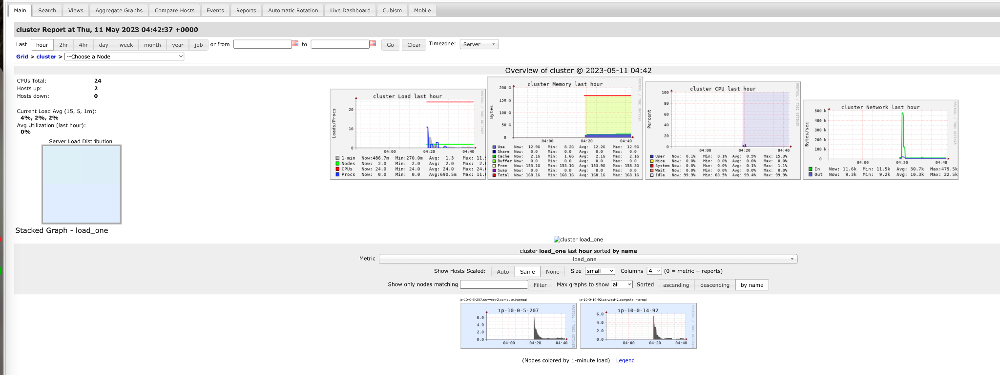 Main Search Views Aggregate Graphs Compare Hosts Events Reports Automatic Rotation Live Dashboard Cubism Mobile
cluster Report at Thu, 11 May 2023 04:42:37 +0000
Last hour 2hr 4hr day week month year job or from to Go Clear Timezone: Server
Grid > cluster > --Choose a Node
Overview of cluster @ 2023-05-11 04:42
CPUs Total: 24
Hosts up: 2
Hosts down: 0
Current Load Avg (15, 5, 1m):
4%, 2%, 2%
Avg Utilization (last hour):
0%
Server Load Distribution
cluster Load last hour
Loads/Procs
20
10
0
04:00 04:20 04:40
1-min Now:486.7m Min:270.0m Avg: 1.3 Max: 11.
Nodes Now: 2.0 Min: 2.0 Avg: 2.0 Max: 2.
CPUs Now: 24.0 Min: 24.0 Avg: 24.0 Max: 24.
Procs Now: 0.0 Min: 0.0 Avg:690.5m Max: 11.
RRDTOOL / TOBI OETIKER
cluster Memory last hour
Bytes
200 G
150 G
100 G
50 G
0
04:00 04:20 04:40
Use Now: 12.9G Min: 8.2G Avg: 12.2G Max: 12.9G
Share Now: 0.0 Min: 0.0 Avg: 0.0 Max: 0.0
Cache Now: 2.1G Min: 1.6G Avg: 2.1G Max: 2.1G
Buffer Now: 0.0 Min: 0.0 Avg: 0.0 Max: 0.0
Free Now: 153.1G Min: 153.1G Avg: 153.9G Max: 158.3G
Swap Now: 0.0 Min: 0.0 Avg: 0.0 Max: 0.0
Total Now: 168.1G Min: 168.1G Avg: 168.1G Max: 168.1G
RRDTOOL / TOBI OETIKER
cluster CPU last hour
Percent
100
80
60
40
20
0
04:00 04:20 04:40
User Now: 0.1% Min: 0.1% Avg: 0.5% Max: 15.3%
Nice Now: 0.0% Min: 0.0% Avg: 0.0% Max: 0.0%
System Now: 0.0% Min: 0.0% Avg: 0.1% Max: 1.1%
Wait Now: 0.0% Min: 0.0% Avg: 0.0% Max: 0.0%
Idle Now: 99.9% Min: 83.5% Avg: 99.4% Max: 99.9%
RRDTOOL / TOBI OETIKER
cluster Network last hour
Bytes/sec
500 k
400 k
300 k
200 k
100 k
0
04:00 04:20 04:40
In Now: 11.6k Min: 11.5k Avg: 30.7k Max:479.5k
Out Now: 9.3k Min: 9.2k Avg: 10.3k Max: 22.5k
RRDTOOL / TOBI OETIKER
Stacked Graph - load_one
cluster load_one
cluster load_one last hour sorted by name
Metric load_one
Show Hosts Scaled: Auto Same None Size small Columns 4 (0 = metric + reports)
Show only nodes matching Filter Max graphs to show all Sorted ascending descending by name
ip-10-0-5-207.us-west-2.compute.internal
ip-10-0-5-207
6.0
4.0
2.0
0.0
04:00 04:20 04:40
RRDTOOL / TOBI OETIKER
ip-10-0-14-92.us-west-2.compute.internal
ip-10-0-14-92
6.0
4.0
2.0
0.0
04:00 04:20 04:40
RRDTOOL / TOBI OETIKER
(Nodes colored by 1-minute load) | Legend